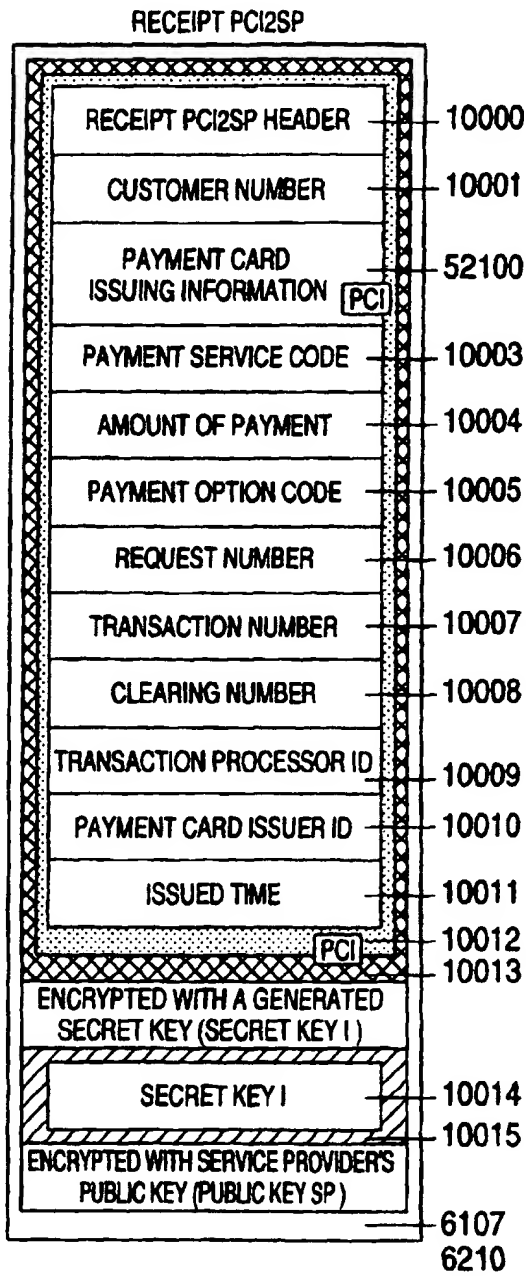 RECEIPT PCI2SP
RECEIPT PCI2SP HEADER 10000
CUSTOMER NUMBER 10001
PAYMENT CARD
ISSUING INFORMATION 52100
PCI
PAYMENT SERVICE CODE 10003
AMOUNT OF PAYMENT 10004
PAYMENT OPTION CODE 10005
REQUEST NUMBER 10006
TRANSACTION NUMBER 10007
CLEARING NUMBER 10008
TRANSACTION PROCESSOR ID 10009
PAYMENT CARD ISSUER ID 10010
ISSUED TIME 10011
PCI 10012
10013
ENCRYPTED WITH A GENERATED
SECRET KEY (SECRET KEY I)
SECRET KEY I 10014
10015
ENCRYPTED WITH SERVICE PROVIDER'S
PUBLIC KEY (PUBLIC KEY SP)
6107
6210